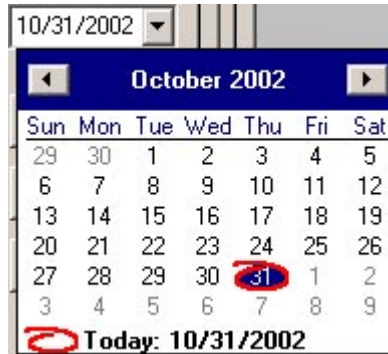 10/31/2002
October 2002
Sun Mon Tue Wed Thu Fri Sat
29 30 1 2 3 4 5
6 7 8 9 10 11 12
13 14 15 16 17 18 19
20 21 22 23 24 25 26
27 28 29 30 31 1 2
3 4 5 6 7 8 9
Today: 10/31/2002